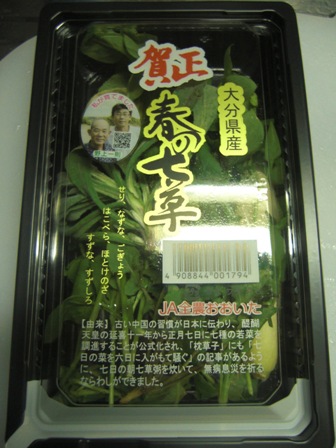 賀正
大分県産
春の七草
せり、なずな、ごぎょう
はこべら、ほとけのざ
すずな、すずしろ
4 908844 001794
JA全農おおいた
【由来】古い中国の習慣が日本に伝わり、醍醐
天皇の延喜十一年から正月七日に七種の若菜を
調進することが公式化され、「枕草子」にも「七
日の菜を六日に人がもて騒ぐ」の記事があるよう
に、七日の朝七草粥を炊いて、無病息災を祈る
ならわしができました。